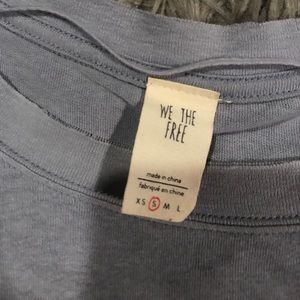 WE THE
FREE
made in china
fabriqué en chine
XS S M L